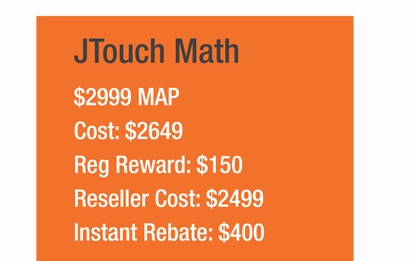 JTouch Math
$2999 MAP
Cost: $2649
Reg Reward: $150
Reseller Cost: $2499
Instant Rebate: $400